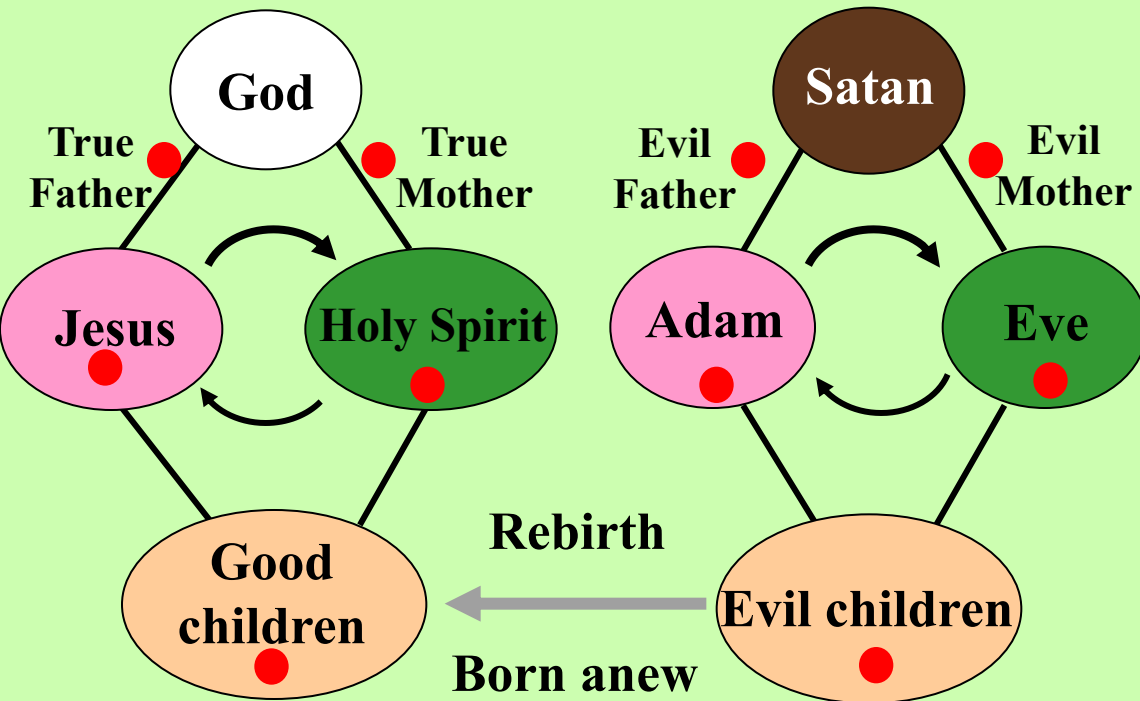 God
Satan
True
Father
True
Mother
Evil
Father
Evil
Mother
Jesus
Holy Spirit
Adam
Eve
Rebirth
Good
children
Evil children
Born anew